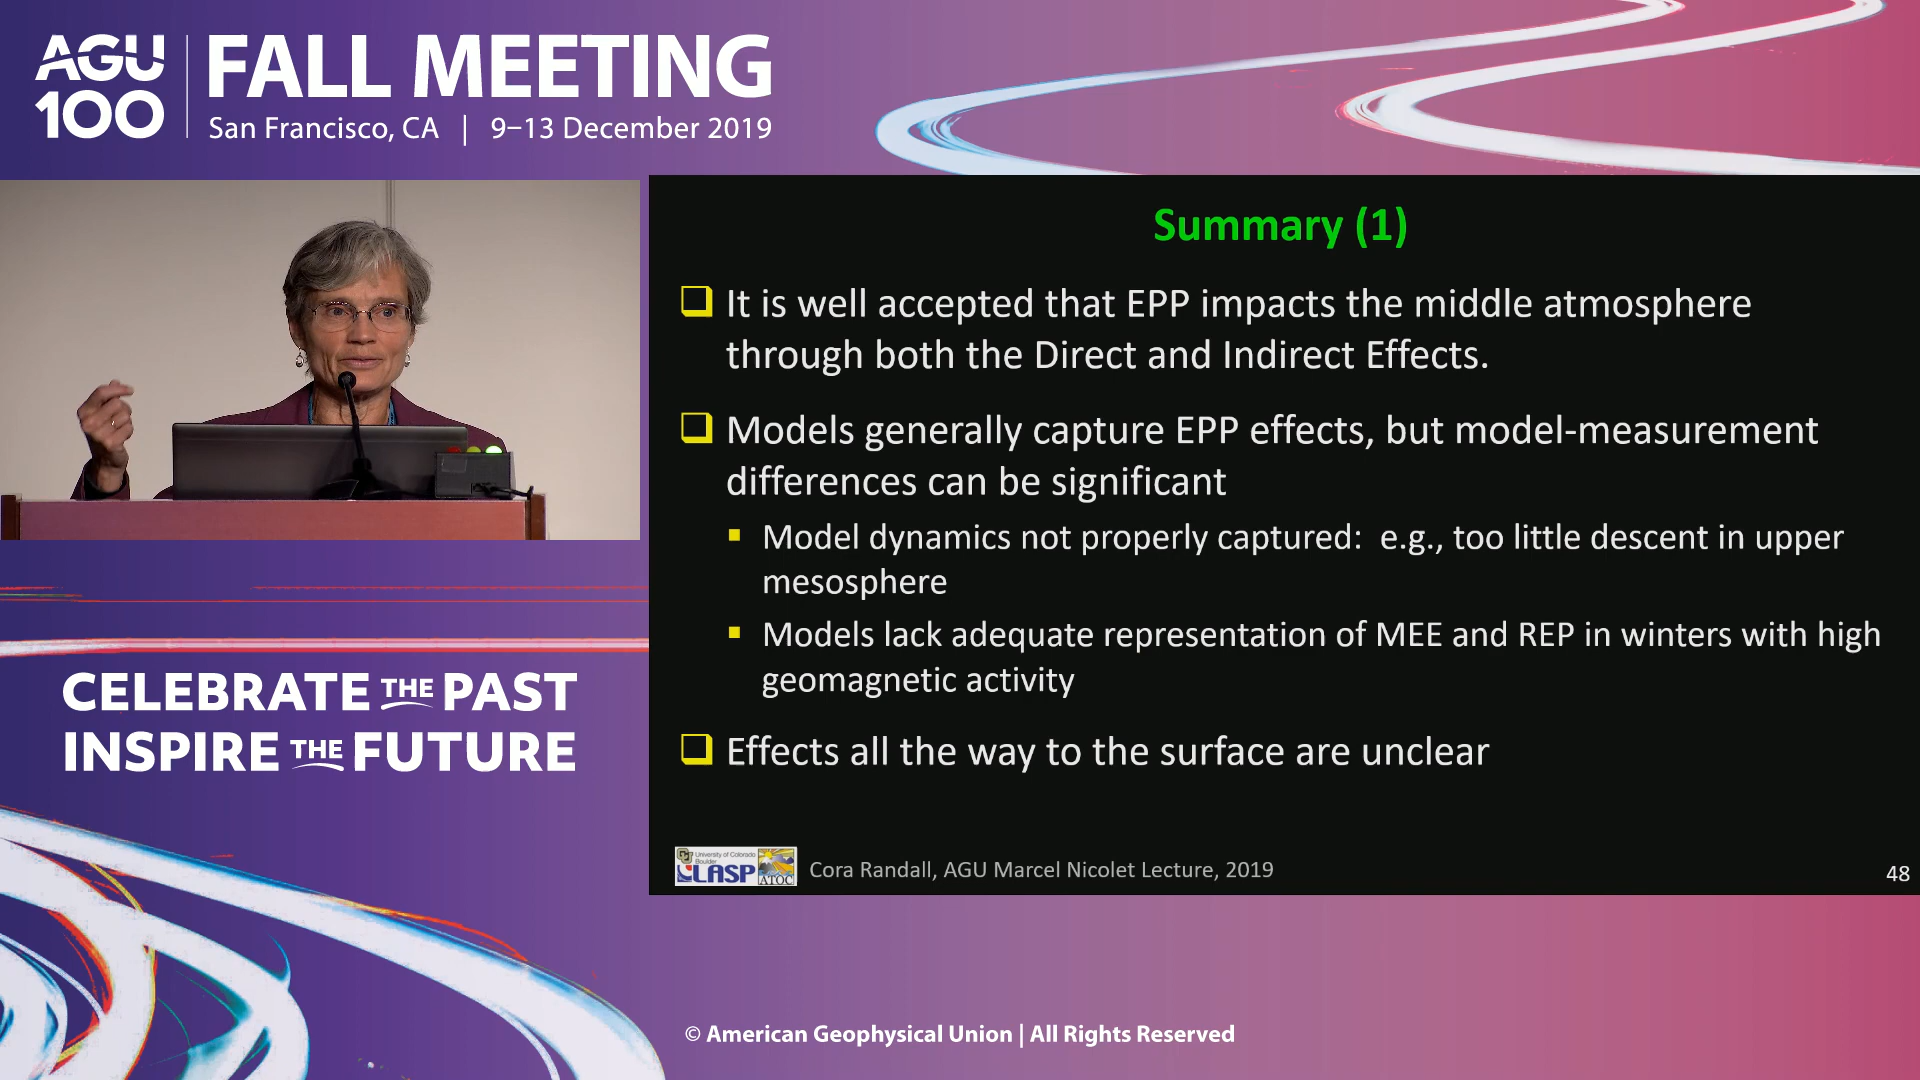 AGU
100
FALL MEETING
San Francisco, CA | 9–13 December 2019
Summary (1)
It is well accepted that EPP impacts the middle atmosphere
through both the Direct and Indirect Effects.
Models generally capture EPP effects, but model-measurement
differences can be significant
Model dynamics not properly captured:  e.g., too little descent in upper
mesosphere
Models lack adequate representation of MEE and REP in winters with high
geomagnetic activity
Effects all the way to the surface are unclear
University of Colorado
Boulder
LASP
ATOC
Cora Randall, AGU Marcel Nicolet Lecture, 2019
48
CELEBRATE THE PAST
INSPIRE THE FUTURE
© American Geophysical Union | All Rights Reserved